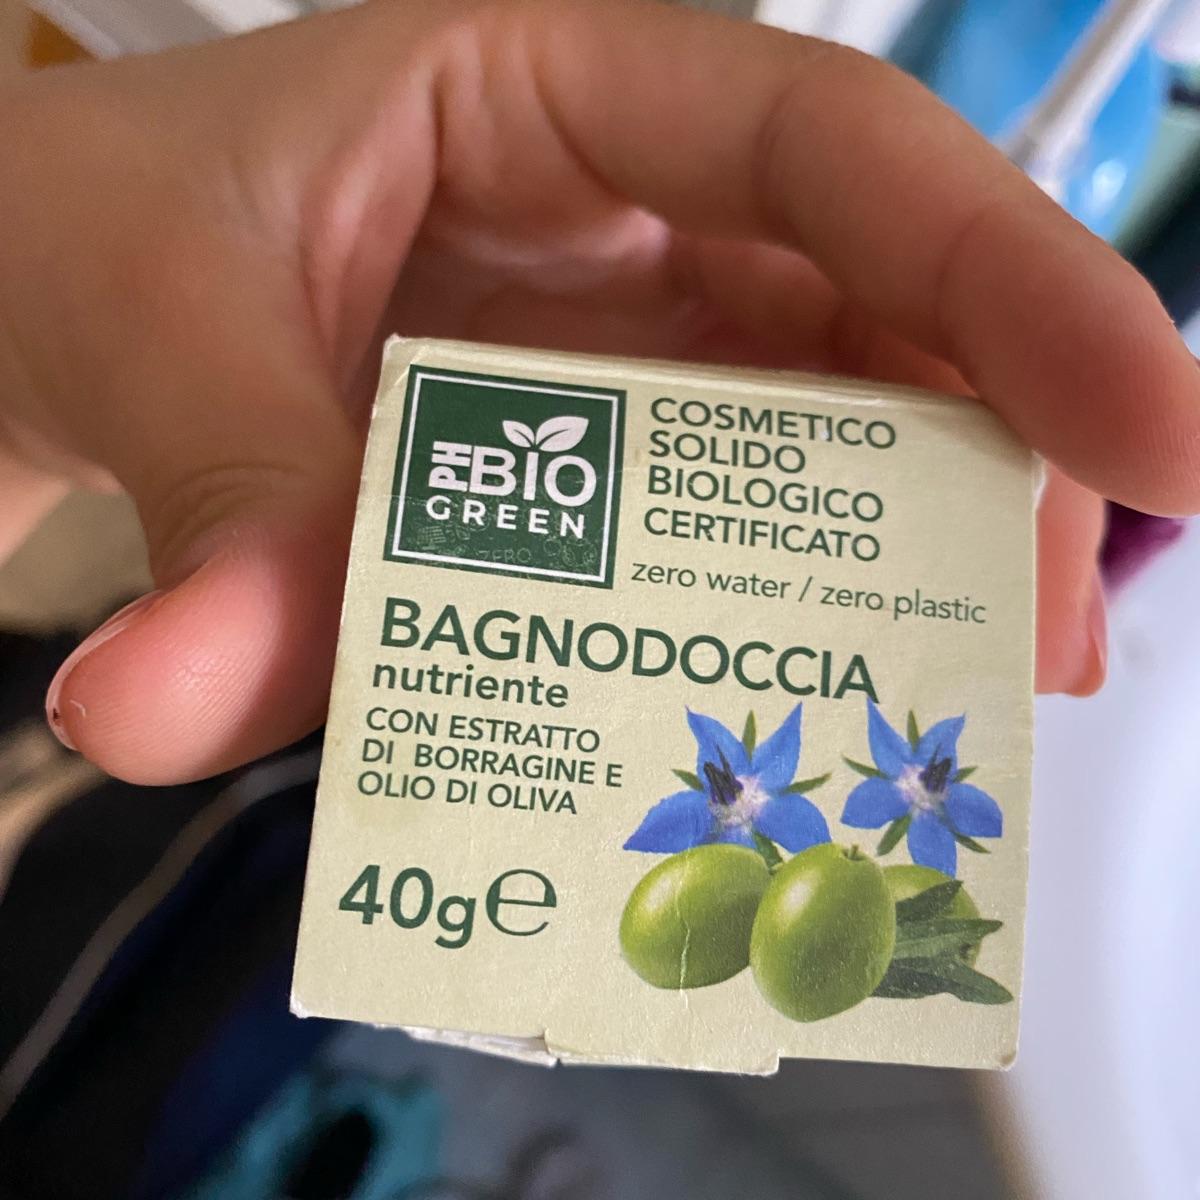 PH BIO
GREEN
ZERO
COSMETICO
SOLIDO
BIOLOGICO
CERTIFICATO
zero water / zero plastic
BAGNODOCCIA
nutriente
CON ESTRATTO
DI BORRAGINE E
OLIO DI OLIVA
40g e